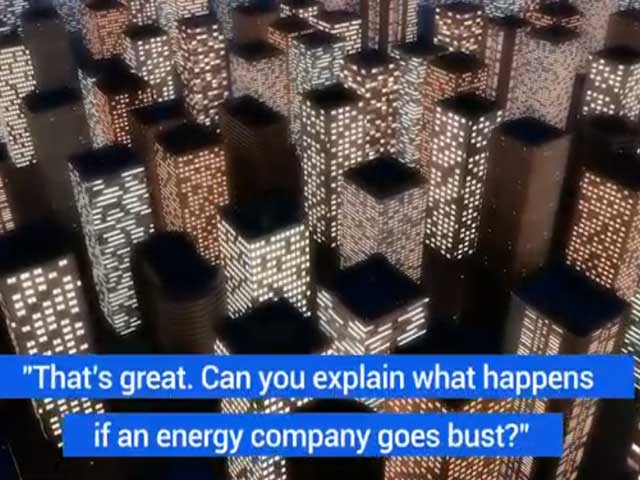 "That's great. Can you explain what happens
if an energy company goes bust?"